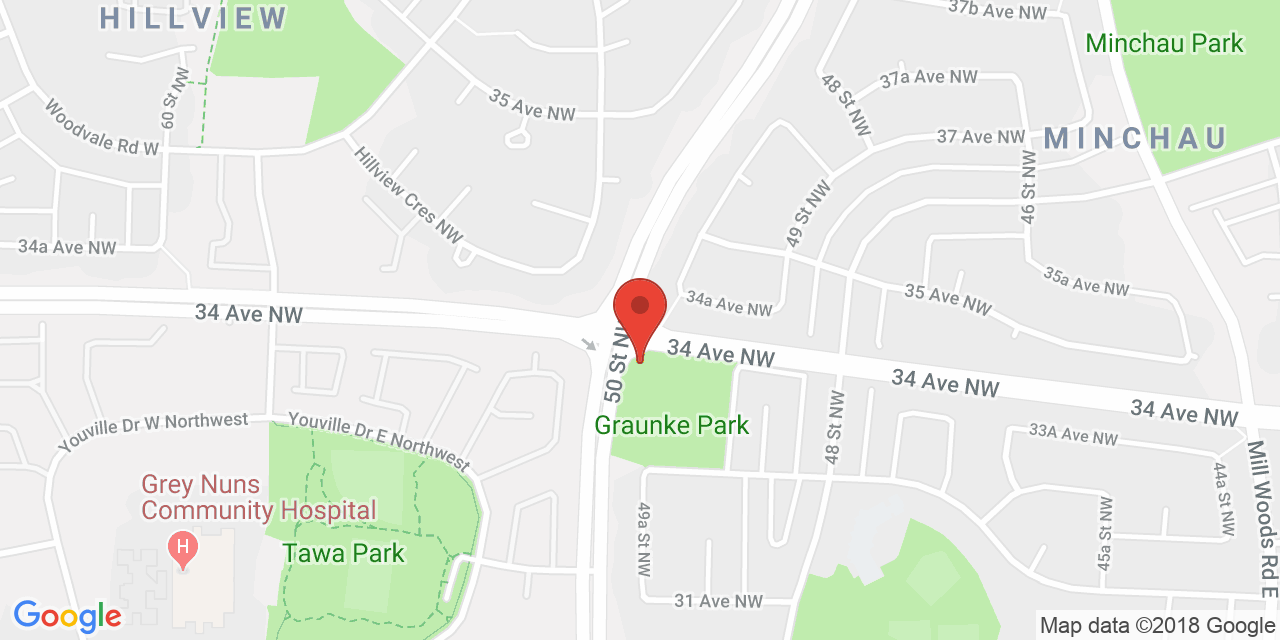 HILLVIEW
37b Ave NW
Minchau Park
60 St NW
Woodvale Rd W
35 Ave NW
48 St NW
37a Ave NW
37 Ave NW
MINCHAU
Hillview Cres NW
49 St NW
46 St NW
34a Ave NW
35a Ave NW
34 Ave NW
34a Ave NW
35 Ave NW
50 St N
34 Ave NW
34 Ave NW
34 Ave NW
Youville Dr W Northwest
Youville Dr E Northwest
Graunke Park
48 St NW
33A Ave NW
Mill Woods Rd E
Grey Nuns
Community Hospital
H
Tawa Park
49a St NW
44a St NW
45a St NW
31 Ave NW
Google
Map data ©2018 Google